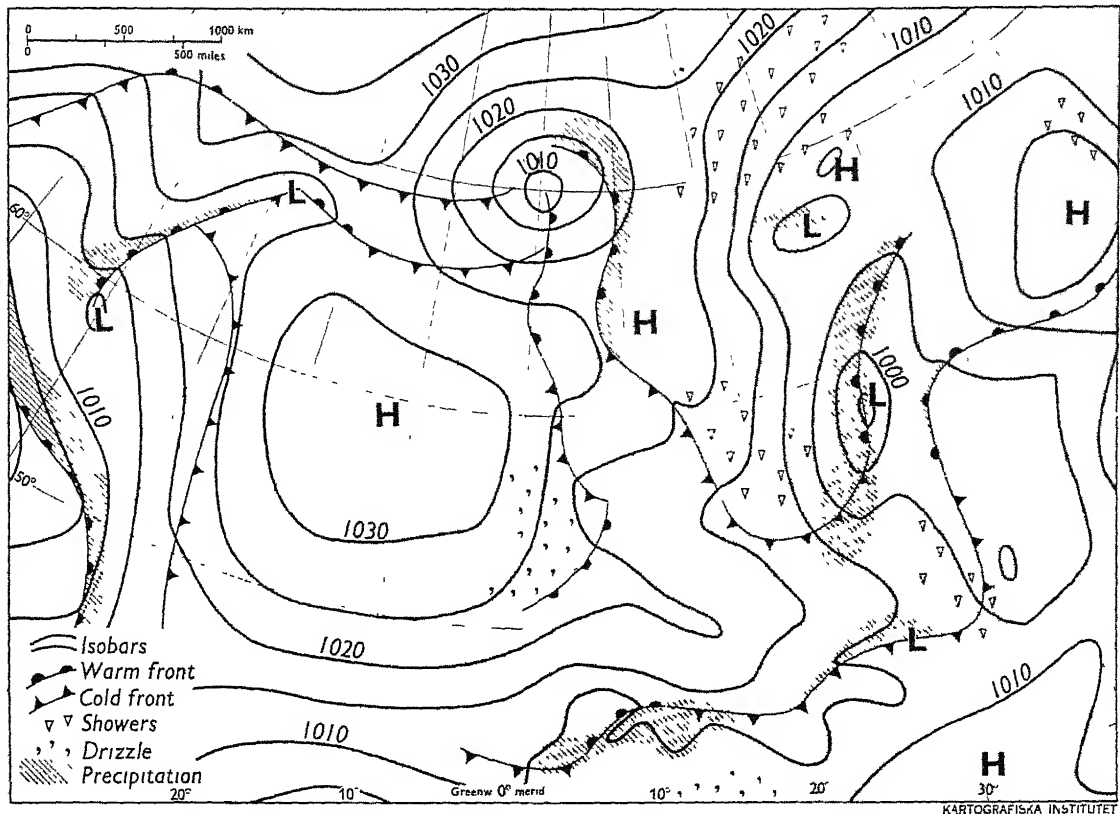 0 500 1000 km
0 500 miles
1020
1010
1030
1020
1010
1020
1010
H
L
H
L
60°
L
H
1000
L
H
1010
50°
1030
1020
L
1010
1010
H
Isobars
Warm front
Cold front
Showers
Drizzle
Precipitation
20°
10°
Greenw 0° merid
10°
20°
30°
KARTOGRAFISKA INSTITUTET